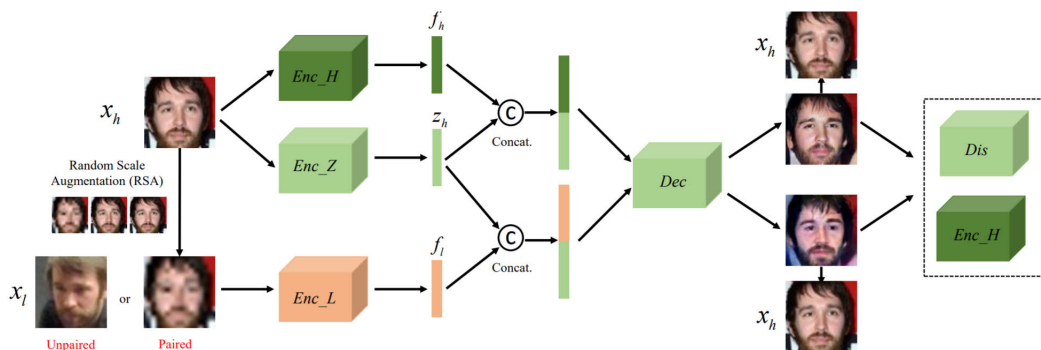 f_h
x_h
Enc_H
x_h
z_h
C
Concat.
Enc_Z
Dis
Random Scale
Augmentation (RSA)
Dec
Enc_H
C
Concat.
f_l
x_l
or
Enc_L
x_h
Unpaired
Paired